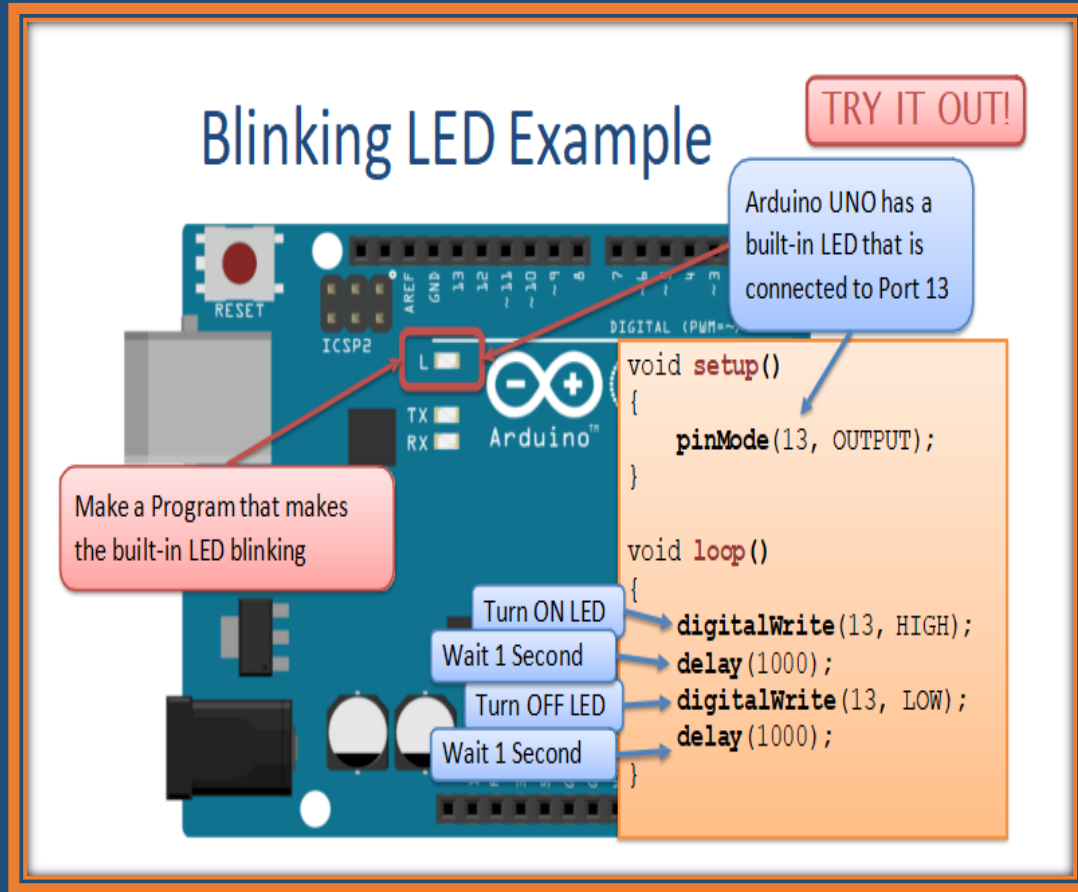 TRY IT OUT!
Blinking LED Example
Arduino UNO has a
built-in LED that is
connected to Port 13
RESET
ICSP2
AREF
GND
13
12
~11
~10
~9
8
7
~6
4
~3
DIGITAL (PWM=~)
L
TX
RX
Arduino™
Make a Program that makes
the built-in LED blinking
void setup()
{
pinMode(13, OUTPUT);
}
void loop()
{
Turn ON LED
digitalWrite(13, HIGH);
Wait 1 Second
delay(1000);
Turn OFF LED
digitalWrite(13, LOW);
Wait 1 Second
delay(1000);
}